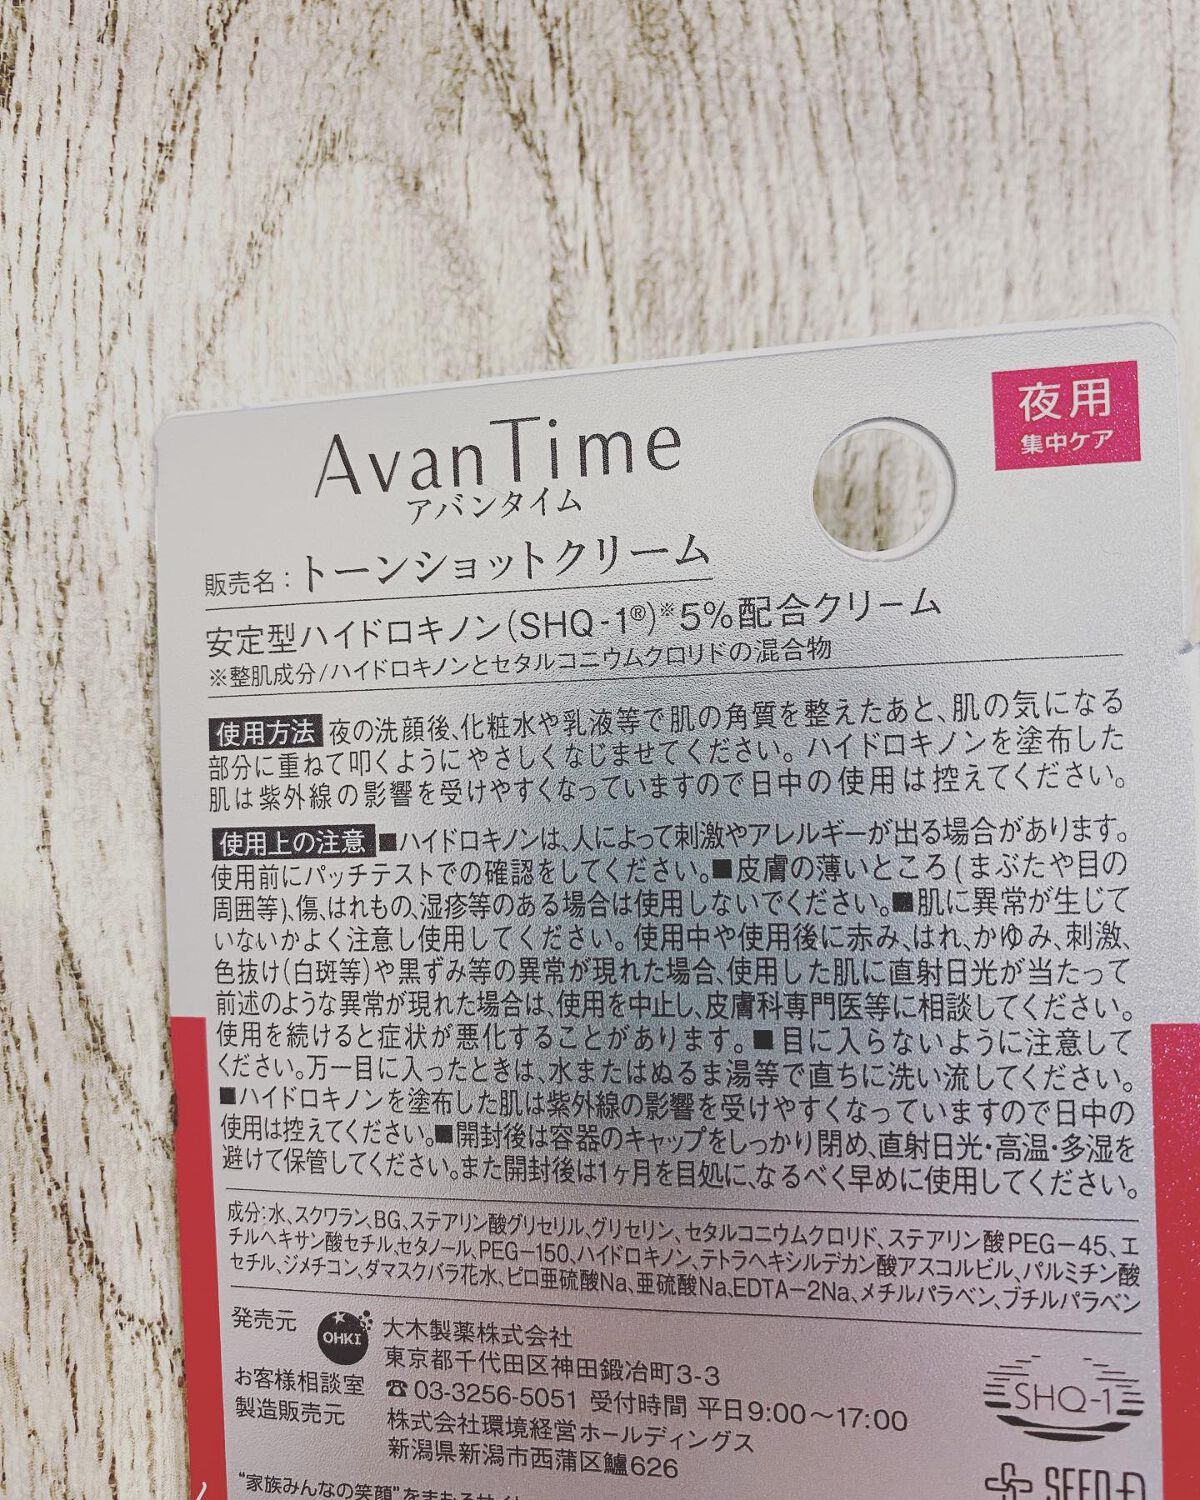 夜用
集中ケア
AvanTime
アバンタイム
販売名：トーンショットクリーム
安定型ハイドロキノン(SHQ-1®)※5%配合クリーム
※整肌成分/ハイドロキノンとセタルコニウムクロリドの混合物
使用方法 夜の洗顔後、化粧水や乳液等で肌の角質を整えたあと、肌の気になる
部分に重ねて叩くようにやさしくなじませてください。ハイドロキノンを塗布した
肌は紫外線の影響を受けやすくなっていますので日中の使用は控えてください。
使用上の注意 ■ハイドロキノンは、人によって刺激やアレルギーが出る場合があります。
使用前にパッチテストでの確認をしてください。■皮膚の薄いところ(まぶたや目の
周囲等)、傷、はれもの、湿疹等のある場合は使用しないでください。■肌に異常が生じて
いないかよく注意し使用してください。使用中や使用後に赤み、はれ、かゆみ、刺激、
色抜け(白斑等)や黒ずみ等の異常が現れた場合、使用した肌に直射日光が当たって
前述のような異常が現れた場合は、使用を中止し、皮膚科専門医等に相談してください。
使用を続けると症状が悪化することがあります。■目に入らないように注意して
ください。万一目に入ったときは、水またはぬるま湯等で直ちに洗い流してください。
■ハイドロキノンを塗布した肌は紫外線の影響を受けやすくなっていますので日中の
使用は控えてください。■開封後は容器のキャップをしっかり閉め、直射日光・高温・多湿を
避けて保管してください。また開封後は1ヶ月を目処に、なるべく早めに使用してください。
成分：水、スクワラン、BG、ステアリン酸グリセリル、グリセリン、セタルコニウムクロリド、ステアリン酸PEG－45、エ
チルヘキサン酸セチル、セタノール、PEG－150、ハイドロキノン、テトラヘキシルデカン酸アスコルビル、パルミチン酸
セチル、ジメチコン、ダマスクバラ花水、ピロ亜硫酸Na、亜硫酸Na、EDTA－2Na、メチルパラベン、ブチルパラベン
発売元 OHKI 大木製薬株式会社
東京都千代田区神田鍛冶町3-3
お客様相談室 ☎03-3256-5051 受付時間 平日9:00～17:00
製造販売元 株式会社環境経営ホールディングス
新潟県新潟市西蒲区鱸626
SHQ-1
"家族みんなの笑顔"をまもるサイト